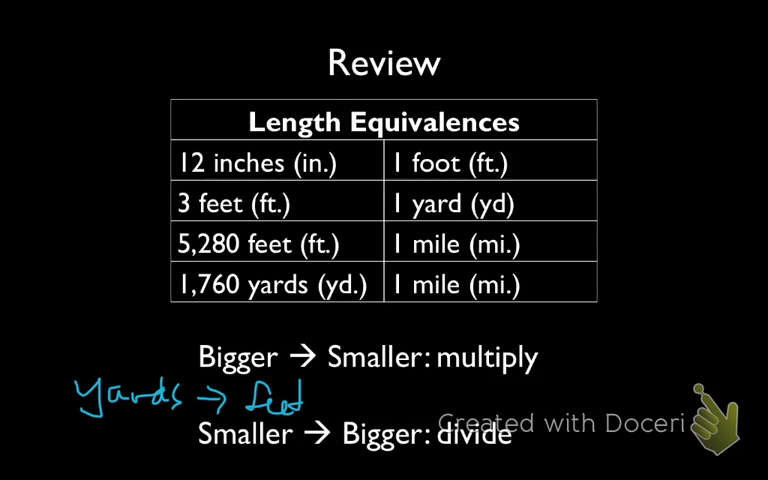 Review
Length Equivalences
12 inches (in.) 1 foot (ft.)
3 feet (ft.) 1 yard (yd)
5,280 feet (ft.) 1 mile (mi.)
1,760 yards (yd.) 1 mile (mi.)
Bigger → Smaller: multiply
yards → feet
Smaller → Bigger: divide
Created with Doceri